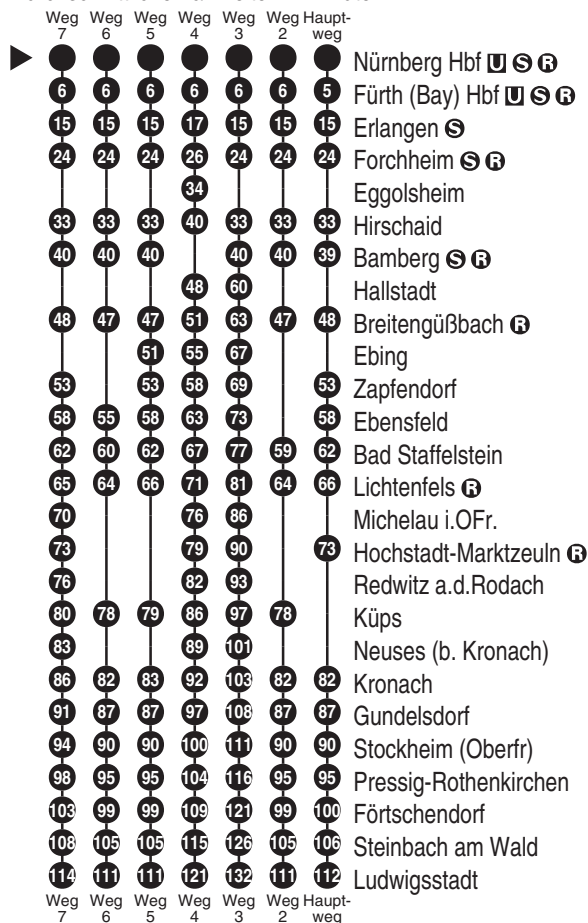 Weg 7 Weg 6 Weg 5 Weg 4 Weg 3 Weg 2 Haupt-weg
Nürnberg Hbf U S R
6 6 6 6 6 6 5 Fürth (Bay) Hbf U S R
15 15 15 17 15 15 15 Erlangen S
24 24 24 26 24 24 24 Forchheim S R
34 Eggolsheim
33 33 33 40 33 33 33 Hirschaid
40 40 40 40 40 39 Bamberg S R
48 60 Hallstadt
48 47 47 51 63 47 48 Breitengüßbach R
51 55 67 Ebing
53 53 58 69 53 Zapfendorf
58 55 58 63 73 58 Ebensfeld
62 60 62 67 77 59 62 Bad Staffelstein
65 64 66 71 81 64 66 Lichtenfels R
70 76 86 Michelau i.OFr.
73 79 90 73 Hochstadt-Marktzeuln R
76 82 93 Redwitz a.d.Rodach
80 78 79 86 97 78 Küps
83 89 101 Neuses (b. Kronach)
86 82 83 92 103 82 82 Kronach
91 87 87 97 108 87 87 Gundelsdorf
94 90 90 100 111 90 90 Stockheim (Oberfr)
98 95 95 104 116 95 95 Pressig-Rothenkirchen
103 99 99 109 121 99 100 Förtschendorf
108 105 105 115 126 105 106 Steinbach am Wald
114 111 111 121 132 111 112 Ludwigsstadt
Weg 7 Weg 6 Weg 5 Weg 4 Weg 3 Weg 2 Haupt-weg